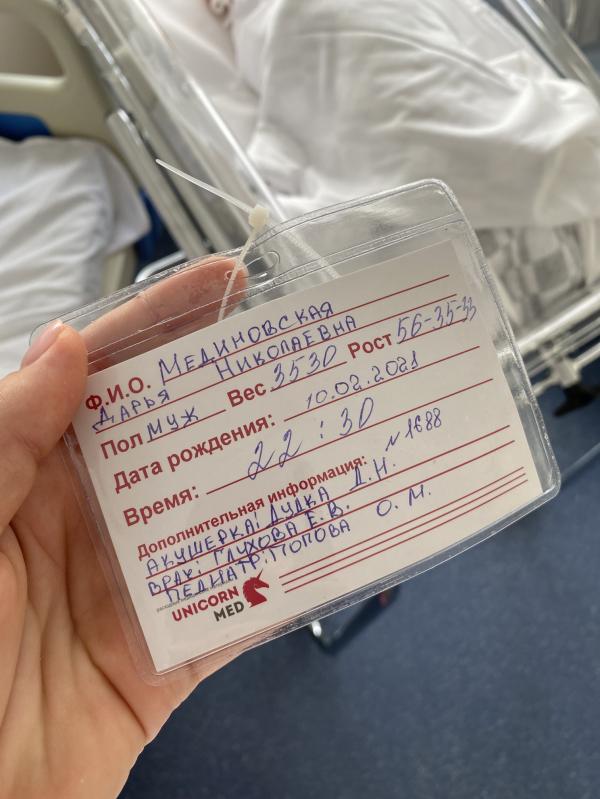 Ф.И.О. МЕДИНОВСКАЯ
ДАРЬЯ НИКОЛАЕВНА
Пол МУЖ Вес 3530 Рост 56-35-33
Дата рождения: 10.02.2021
Время: 22:30
Дополнительная информация: N 1688
АКУШЕРКА: ДУДКА Д.Н.
ВРАЧ: ГЛУХОВА Е.В.
ПЕДИАТР: ПОПОВА О.М.
UNICORN
MED